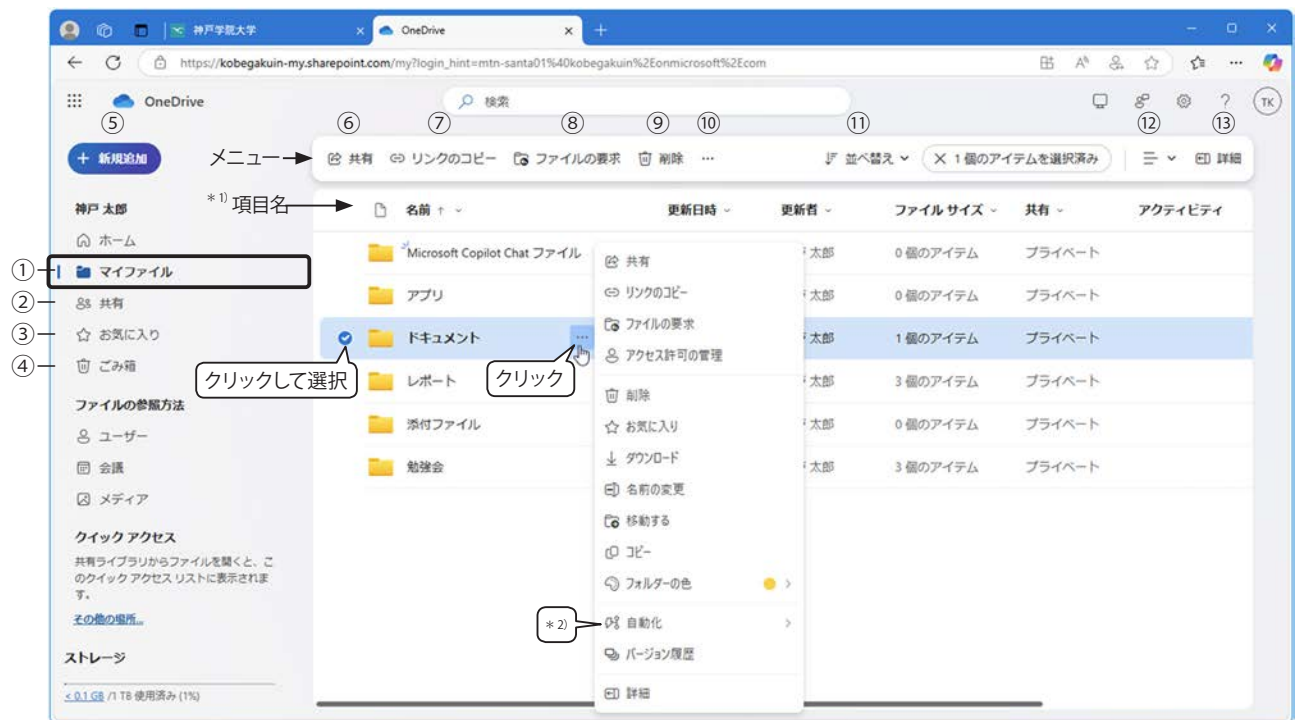 神戸学院大学
OneDrive
https://kobegakuin-my.sharepoint.com/my?login_hint=mtn-santa01%40kobegakuin%2Eonmicrosoft%2Ecom
OneDrive
検索
TK
⑤ ⑥ ⑦ ⑧ ⑨ ⑩ ⑪ ⑫ ⑬
+ 新規追加
メニュー
共有 リンクのコピー ファイルの要求 削除 … 並べ替え × 1 個のアイテムを選択済み 詳細
神戸 太郎
*1) 項目名
名前 ↑ 更新日時 更新者 ファイル サイズ 共有 アクティビティ
ホーム
① マイファイル
② 共有
③ お気に入り
④ ごみ箱
ファイルの参照方法
ユーザー
会議
メディア
クイック アクセス
共有ライブラリからファイルを開くと、こ
のクイック アクセス リストに表示されま
す。
その他の場所...
ストレージ
< 0.1 GB /1 TB 使用済み (1%)
Microsoft Copilot Chat ファイル 太郎 0 個のアイテム プライベート
アプリ 太郎 0 個のアイテム プライベート
ドキュメント … 太郎 1 個のアイテム プライベート
レポート 太郎 3 個のアイテム プライベート
添付ファイル 太郎 0 個のアイテム プライベート
勉強会 太郎 3 個のアイテム プライベート
クリックして選択
クリック
共有
リンクのコピー
ファイルの要求
アクセス許可の管理
削除
お気に入り
ダウンロード
名前の変更
移動する
コピー
フォルダーの色
*2) 自動化
バージョン履歴
詳細